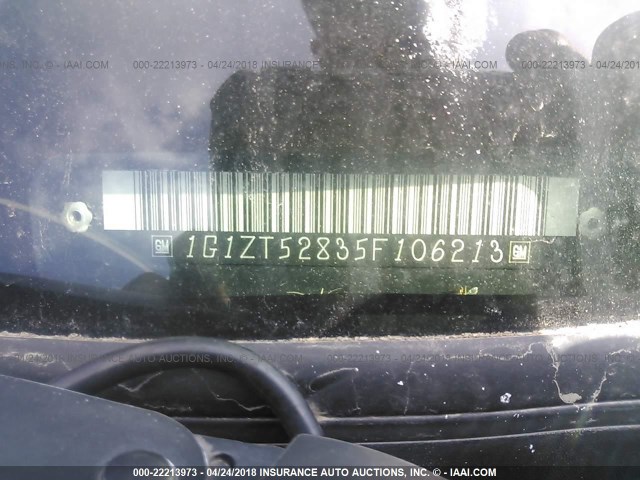 000-22213973 - 04/24/2018 - INSURANCE AUTO AUCTIONS, INC. © - IAAI.COM
GM 1G1ZT52835F106213 GM
000-22213973 - 04/24/2018 - INSURANCE AUTO AUCTIONS, INC. © - IAAI.COM